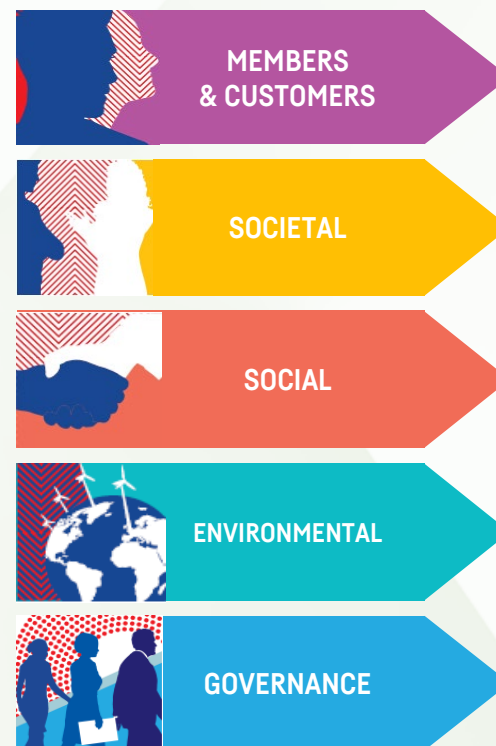 MEMBERS
& CUSTOMERS
SOCIETAL
SOCIAL
ENVIRONMENTAL
GOVERNANCE